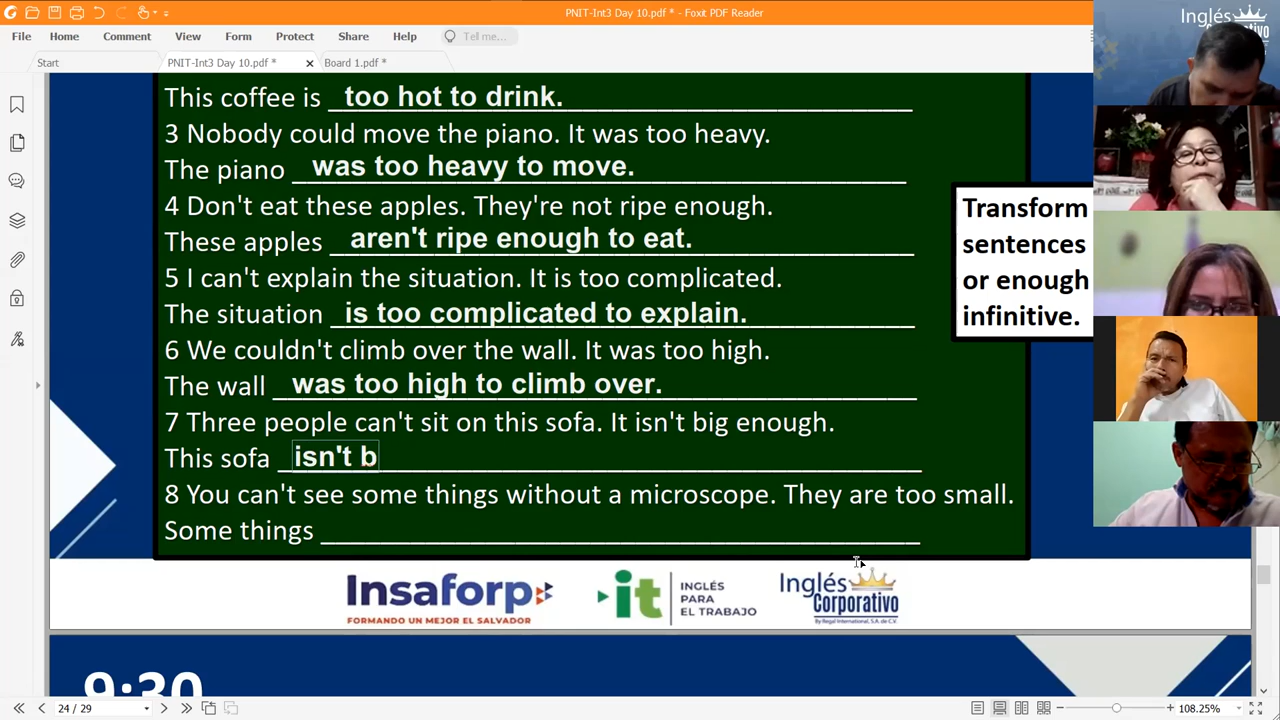 PNIT-Int3 Day 10.pdf * - Foxit PDF Reader
File Home Comment View Form Protect Share Help Tell me...
Start PNIT-Int3 Day 10.pdf * Board 1.pdf *
Inglés
Corporativo
This coffee is too hot to drink.
3 Nobody could move the piano. It was too heavy.
The piano was too heavy to move.
4 Don't eat these apples. They're not ripe enough.
These apples aren't ripe enough to eat.
5 I can't explain the situation. It is too complicated.
The situation is too complicated to explain.
6 We couldn't climb over the wall. It was too high.
The wall was too high to climb over.
7 Three people can't sit on this sofa. It isn't big enough.
This sofa isn't b
8 You can't see some things without a microscope. They are too small.
Some things
Transform
sentences
or enough
infinitive.
Insaforp
FORMANDO UN MEJOR EL SALVADOR
it INGLÉS
PARA
EL TRABAJO
Inglés
Corporativo
By Regal International, S.A. de C.V.
9:30
24 / 29
108.25%